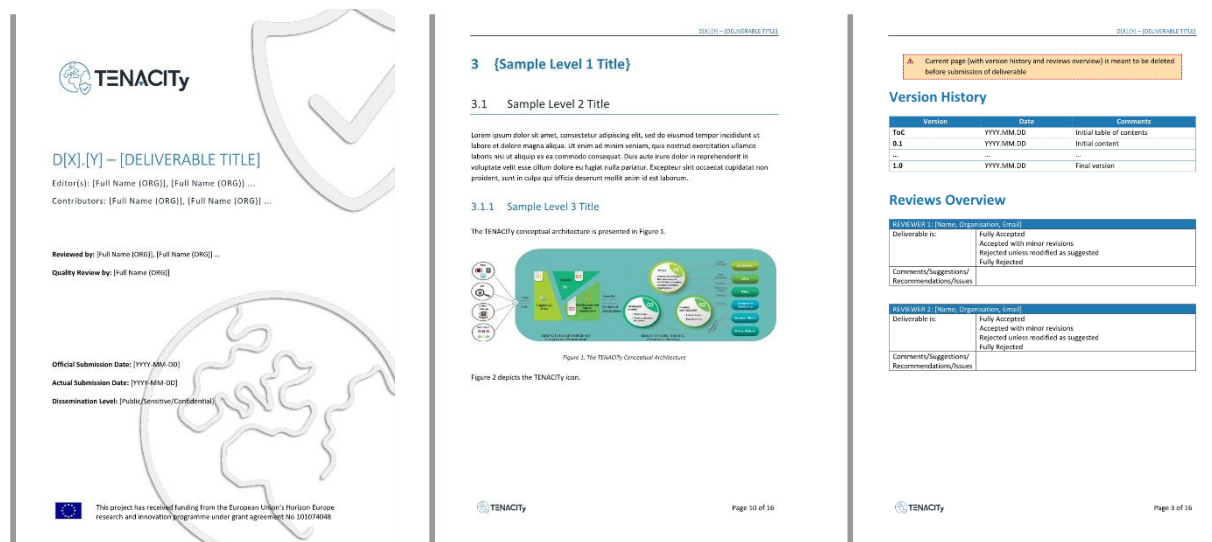 TENACITy
D[X].[Y] – [DELIVERABLE TITLE]
Editor(s): [Full Name (ORG)], [Full Name (ORG)] ...
Contributors: [Full Name (ORG)], [Full Name (ORG)] ...
Reviewed by: [Full Name (ORG)], [Full Name (ORG)] ...
Quality Review by: [Full Name (ORG)]
Official Submission Date: [YYYY-MM-DD]
Actual Submission Date: [YYYY-MM-DD]
Dissemination Level: [Public/Sensitive/Confidential]
This project has received funding from the European Union's Horizon Europe
research and innovation programme under grant agreement No 101074048
D[X].[Y] – [DELIVERABLE TITLE]
3 {Sample Level 1 Title}
3.1 Sample Level 2 Title
Lorem ipsum dolor sit amet, consectetur adipiscing elit, sed do eiusmod tempor incididunt ut
labore et dolore magna aliqua. Ut enim ad minim veniam, quis nostrud exercitation ullamco
laboris nisi ut aliquip ex ea commodo consequat. Duis aute irure dolor in reprehenderit in
voluptate velit esse cillum dolore eu fugiat nulla pariatur. Excepteur sint occaecat cupidatat non
proident, sunt in culpa qui officia deserunt mollit anim id est laborum.
3.1.1 Sample Level 3 Title
The TENACITy conceptual architecture is presented in Figure 1.
Figure 1. The TENACITy Conceptual Architecture
Figure 2 depicts the TENACITy icon.
TENACITy
Page 10 of 16
D[X].[Y] – [DELIVERABLE TITLE]
Current page (with version history and reviews overview) is meant to be deleted
before submission of deliverable
Version History
Version Date Comments
ToC YYYY.MM.DD Initial table of contents
0.1 YYYY.MM.DD Initial content
... ... ...
1.0 YYYY.MM.DD Final version
Reviews Overview
REVIEWER 1: [Name, Organisation, Email]
Deliverable is: Fully Accepted
Accepted with minor revisions
Rejected unless modified as suggested
Fully Rejected
Comments/Suggestions/
Recommendations/Issues
REVIEWER 2: [Name, Organisation, Email]
Deliverable is: Fully Accepted
Accepted with minor revisions
Rejected unless modified as suggested
Fully Rejected
Comments/Suggestions/
Recommendations/Issues
TENACITy
Page 3 of 16